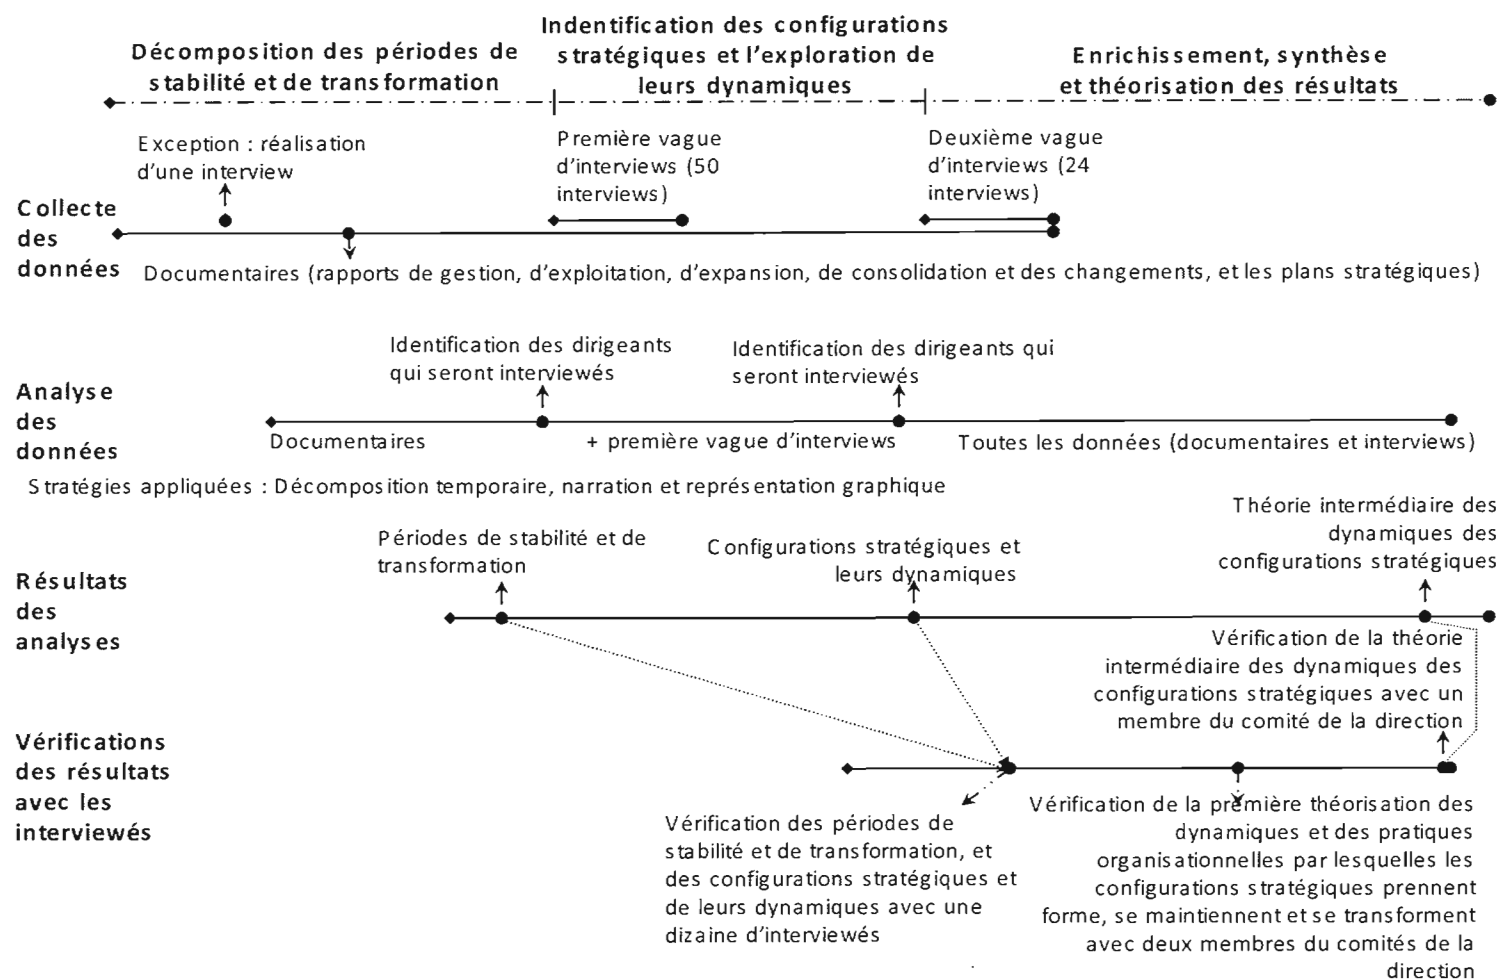 Décomposition des périodes de
stabilité et de transformation
Indentification des configurations
stratégiques et l'exploration de
leurs dynamiques
Enrichissement, synthèse
et théorisation des résultats
Exception : réalisation
d'une interview
Première vague
d'interviews (50
interviews)
Deuxième vague
d'interviews (24
interviews)
Collecte
des
données
Documentaires (rapports de gestion, d'exploitation, d'expansion, de consolidation et des changements, et les plans stratégiques)
Identification des dirigeants
qui seront interviewés
Identification des dirigeants qui
seront interviewés
Analyse
des
données
Documentaires
+ première vague d'interviews
Toutes les données (documentaires et interviews)
Stratégies appliquées : Décomposition temporaire, narration et représentation graphique
Périodes de stabilité et de
transformation
Configurations stratégiques et
leurs dynamiques
Théorie intermédiaire des
dynamiques des
configurations stratégiques
Résultats
des
analyses
Vérification de la théorie
intermédiaire des dynamiques des
configurations stratégiques avec un
membre du comité de la direction
Vérifications
des résultats
avec les
interviewés
Vérification des périodes de
stabilité et de transformation, et
des configurations stratégiques et
de leurs dynamiques avec une
dizaine d'interviewés
Vérification de la première théorisation des
dynamiques et des pratiques
organisationnelles par lesquelles les
configurations stratégiques prennent
forme, se maintiennent et se transforment
avec deux membres du comités de la
direction